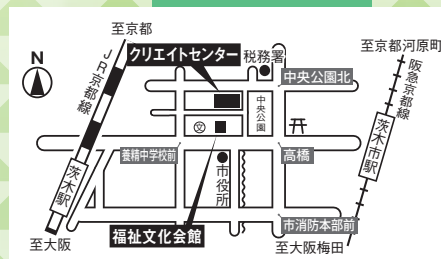 至京都
JR京都線
クリエイトセンター
税務署
至京都河原町
阪急京都線
N
中央公園北
中央公園
文
養精中学校前
高橋
茨木市駅
茨木駅
市役所
市消防本部前
至大阪
福祉文化会館
至大阪梅田